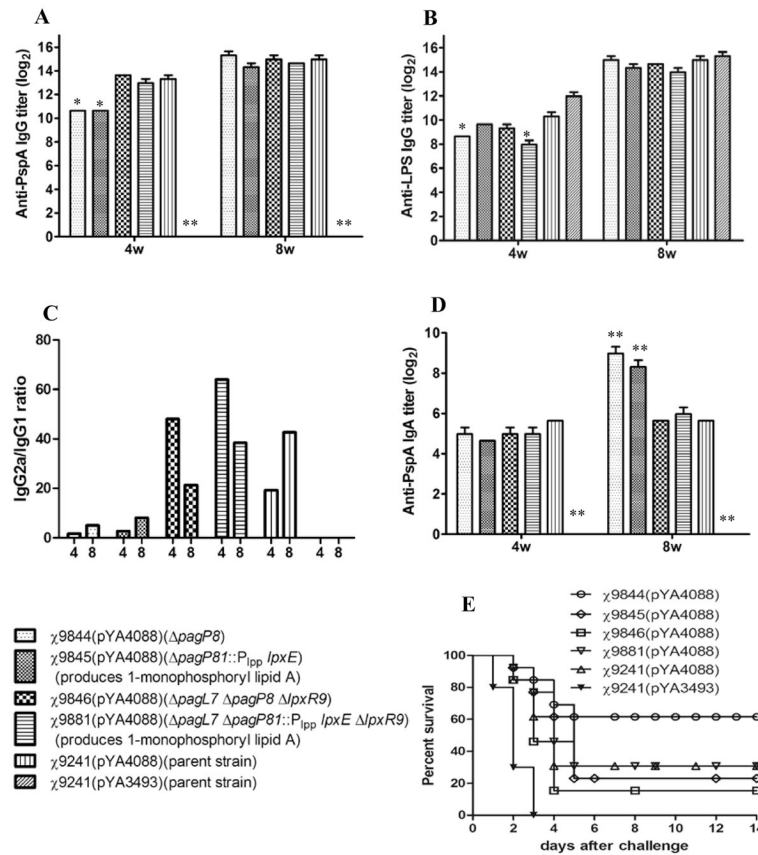 A
Anti-PspA IgG titer (log2)
16
14
12
10
8
6
4
2
0
* *
**
**
4w 8w
B
Anti-LPS IgG titer (log2)
16
14
12
10
8
6
4
2
0
*
*
4w 8w
C
IgG2a/IgG1 ratio
80
60
40
20
0
4 8 4 8 4 8 4 8 4 8 4 8
D
Anti-PspA IgA titer (log2)
10
8
6
4
2
0
**
** **
**
4w 8w
χ9844(pYA4088)(ΔpagP8)
χ9845(pYA4088)(ΔpagP81::Plpp lpxE)
(produces 1-monophosphoryl lipid A)
χ9846(pYA4088)(ΔpagL7 ΔpagP8 ΔlpxR9)
χ9881(pYA4088)(ΔpagL7 ΔpagP81::Plpp lpxE ΔlpxR9)
(produces 1-monophosphoryl lipid A)
χ9241(pYA4088)(parent strain)
χ9241(pYA3493)(parent strain)
E
χ9844(pYA4088)
χ9845(pYA4088)
χ9846(pYA4088)
χ9881(pYA4088)
χ9241(pYA4088)
χ9241(pYA3493)
Percent survival
100
80
60
40
20
0
0 2 4 6 8 10 12 14
days after challenge